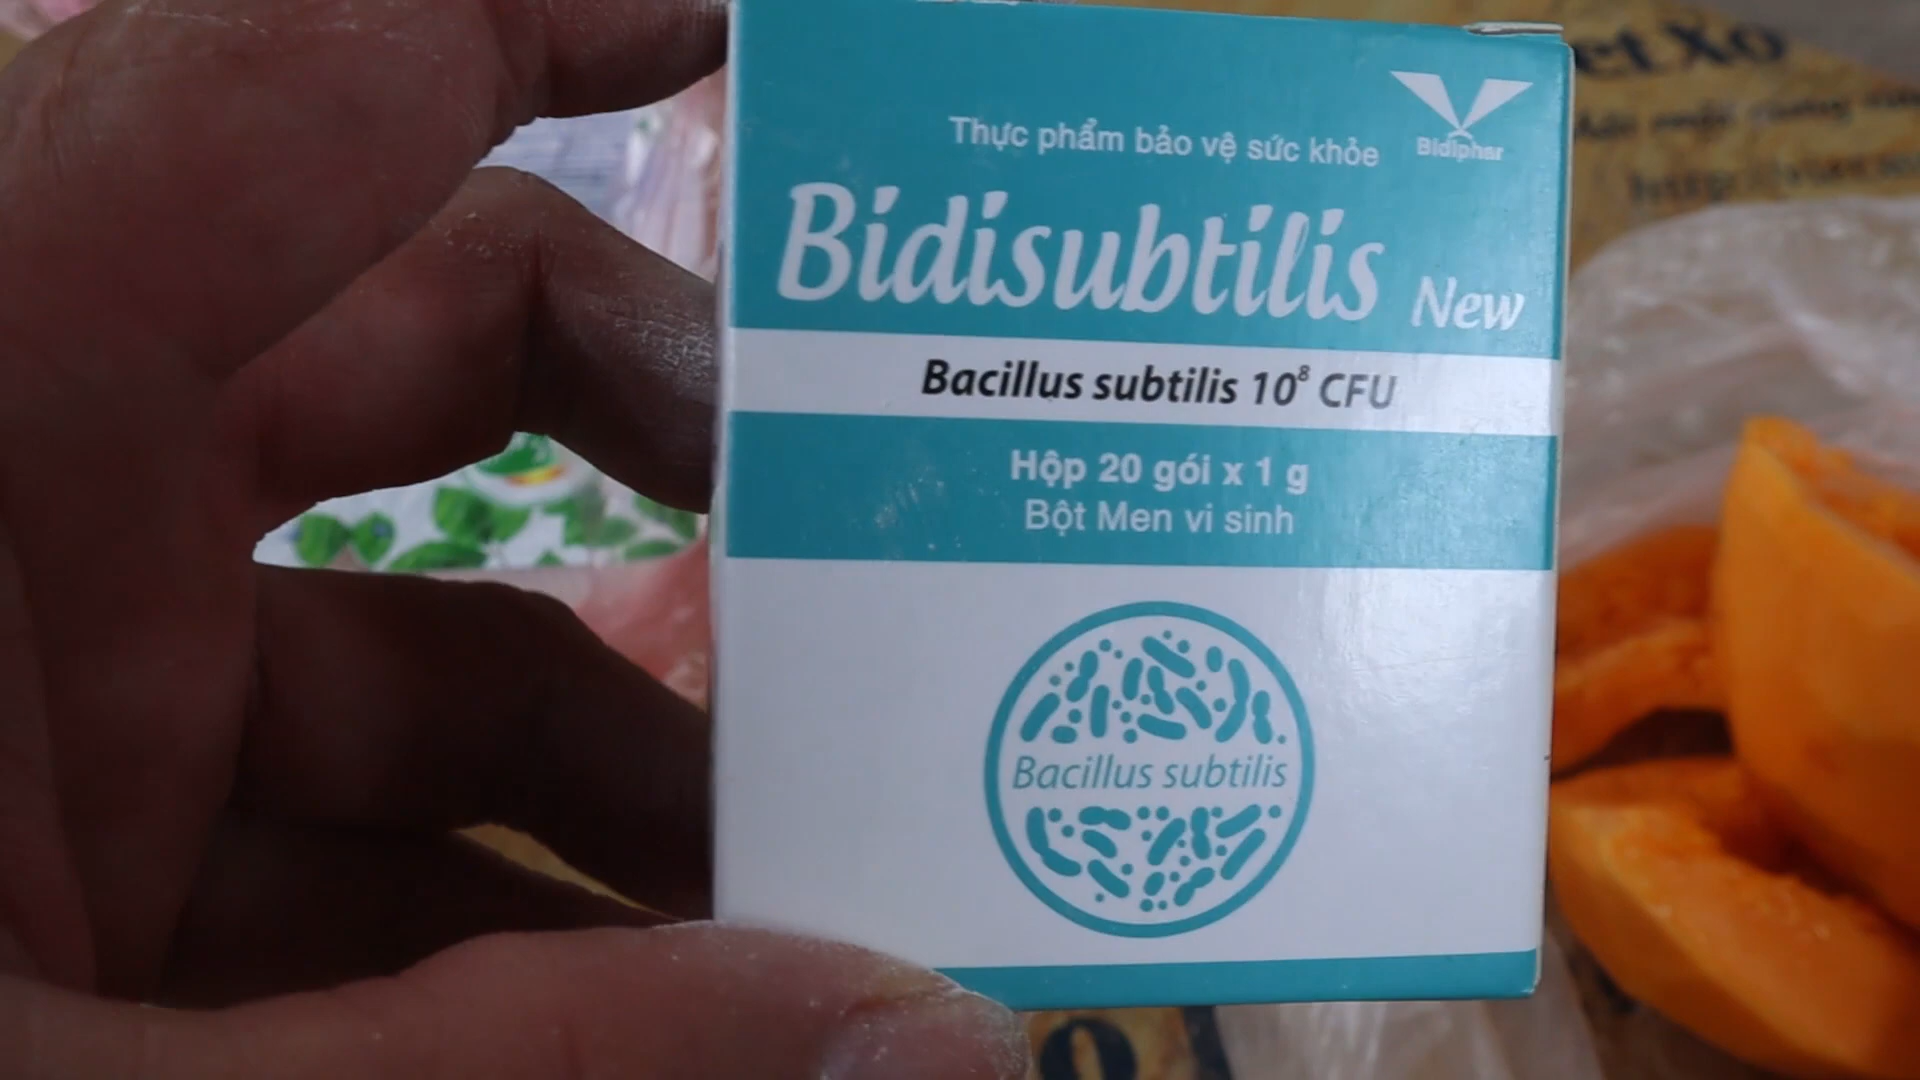 Thực phẩm bảo vệ sức khỏe
Bidiphar
Bidisubtilis New
Bacillus subtilis 10⁸ CFU
Hộp 20 gói x 1 g
Bột Men vi sinh
Bacillus subtilis